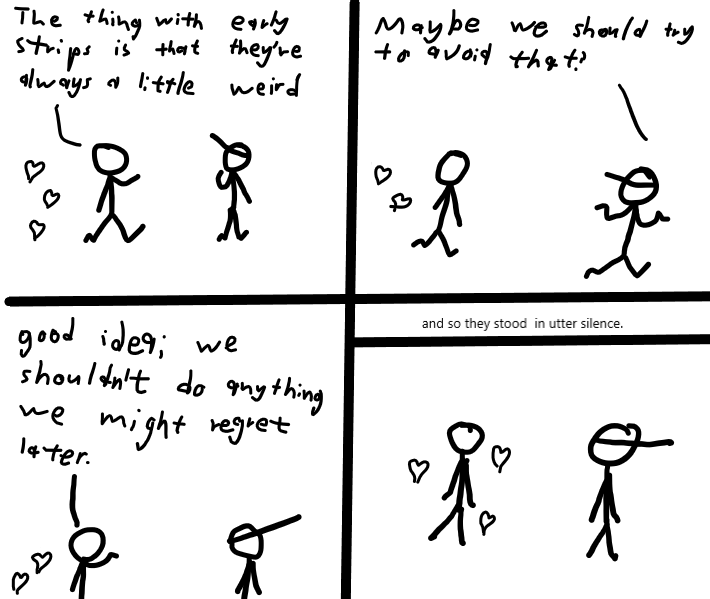 The thing with early
strips is that they're
always a little weird
Maybe we should try
to avoid that?
good idea; we
shouldn't do anything
we might regret
later.
and so they stood in utter silence.